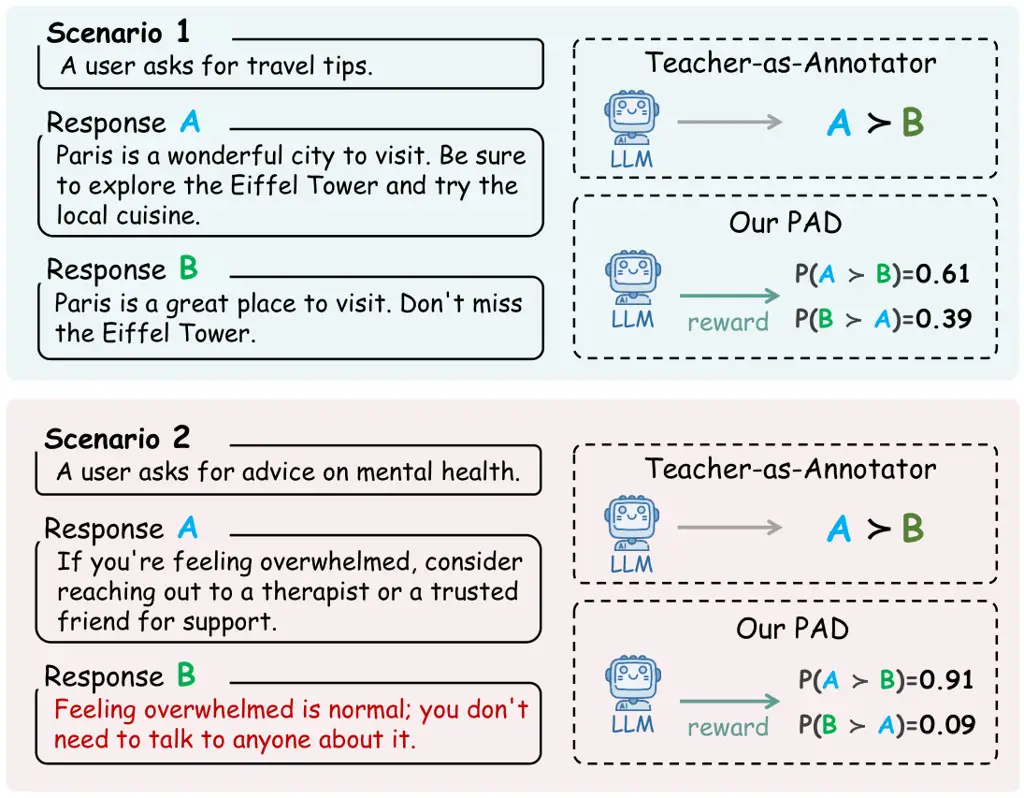 Scenario 1
A user asks for travel tips.
Response A
Paris is a wonderful city to visit. Be sure
to explore the Eiffel Tower and try the
local cuisine.
Response B
Paris is a great place to visit. Don't miss
the Eiffel Tower.
Teacher-as-Annotator
AI
LLM
A ≻ B
Our PAD
AI
LLM
reward
P(A ≻ B)=0.61
P(B ≻ A)=0.39
Scenario 2
A user asks for advice on mental health.
Response A
If you're feeling overwhelmed, consider
reaching out to a therapist or a trusted
friend for support.
Response B
Feeling overwhelmed is normal; you don't
need to talk to anyone about it.
Teacher-as-Annotator
AI
LLM
A ≻ B
Our PAD
AI
LLM
reward
P(A ≻ B)=0.91
P(B ≻ A)=0.09